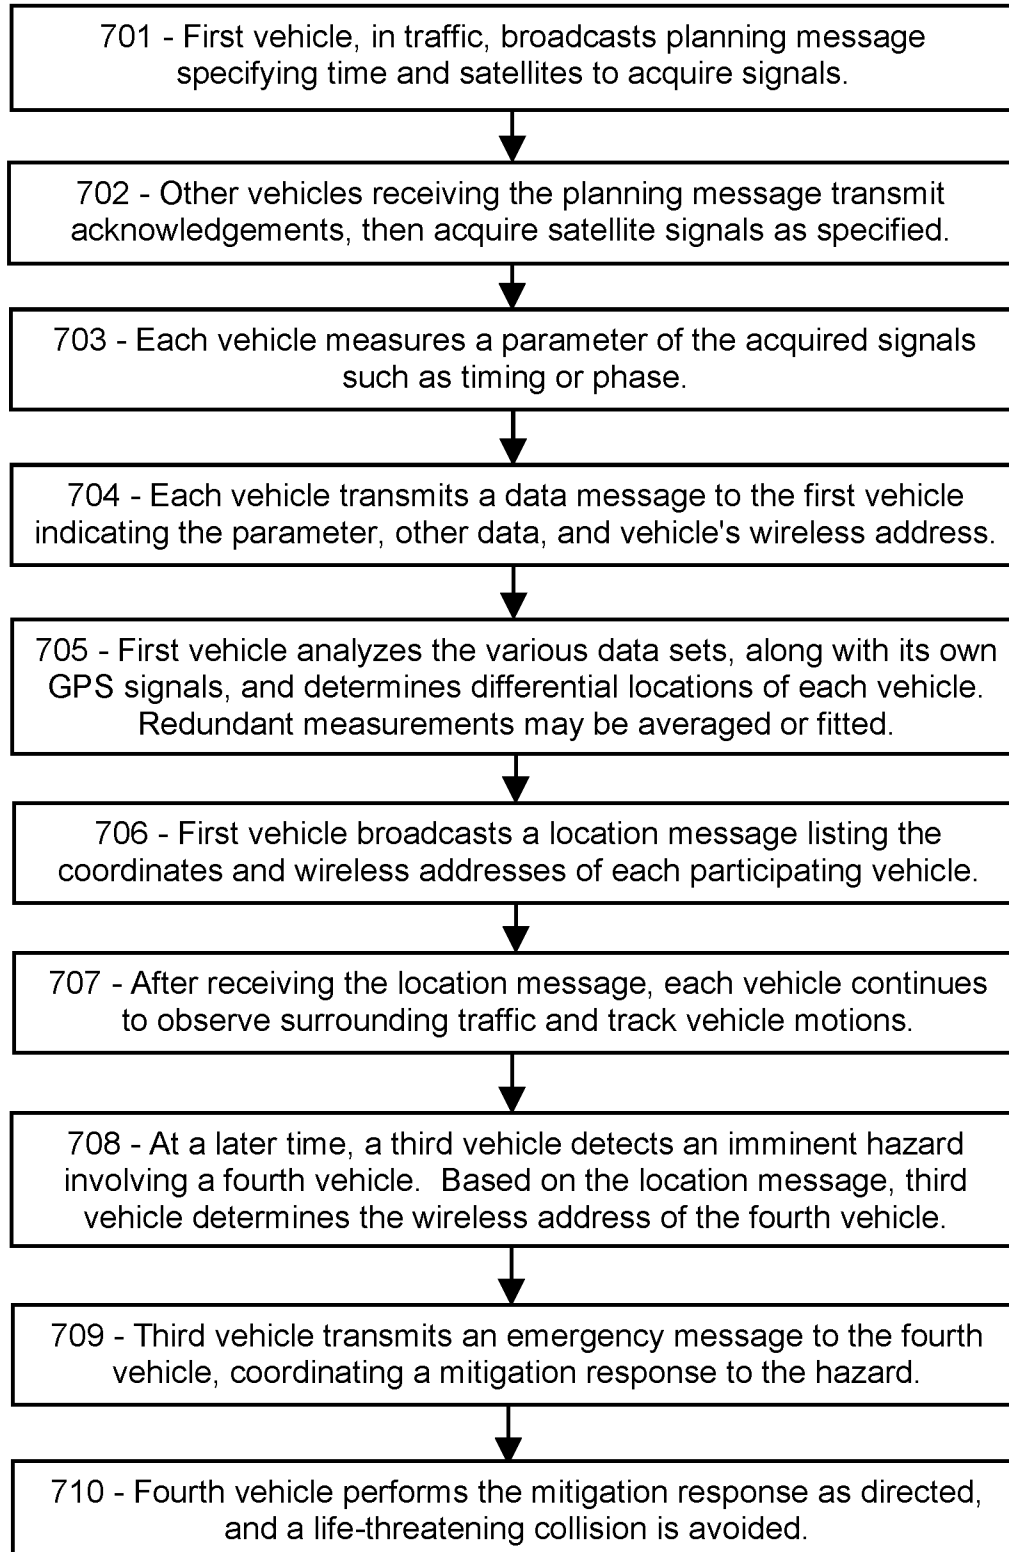 701 - First vehicle, in traffic, broadcasts planning message
specifying time and satellites to acquire signals.
702 - Other vehicles receiving the planning message transmit
acknowledgements, then acquire satellite signals as specified.
703 - Each vehicle measures a parameter of the acquired signals
such as timing or phase.
704 - Each vehicle transmits a data message to the first vehicle
indicating the parameter, other data, and vehicle's wireless address.
705 - First vehicle analyzes the various data sets, along with its own
GPS signals, and determines differential locations of each vehicle.
Redundant measurements may be averaged or fitted.
706 - First vehicle broadcasts a location message listing the
coordinates and wireless addresses of each participating vehicle.
707 - After receiving the location message, each vehicle continues
to observe surrounding traffic and track vehicle motions.
708 - At a later time, a third vehicle detects an imminent hazard
involving a fourth vehicle.  Based on the location message, third
vehicle determines the wireless address of the fourth vehicle.
709 - Third vehicle transmits an emergency message to the fourth
vehicle, coordinating a mitigation response to the hazard.
710 - Fourth vehicle performs the mitigation response as directed,
and a life-threatening collision is avoided.